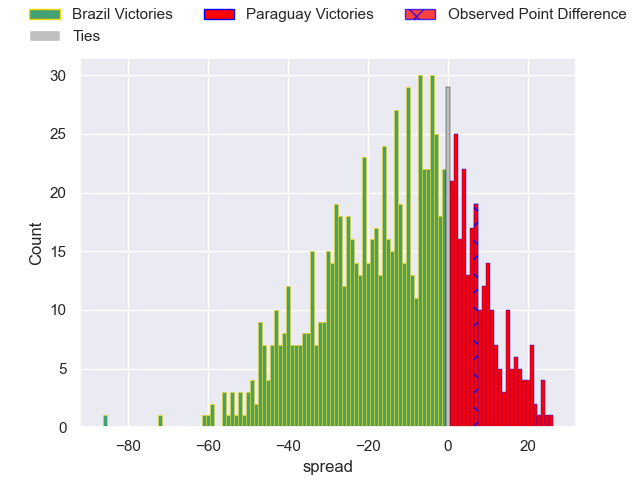 Brazil Victories Paraguay Victories Observed Point Difference
Ties
30
25
20
15
10
5
0
Count
−80 −60 −40 −20 0 20
spread